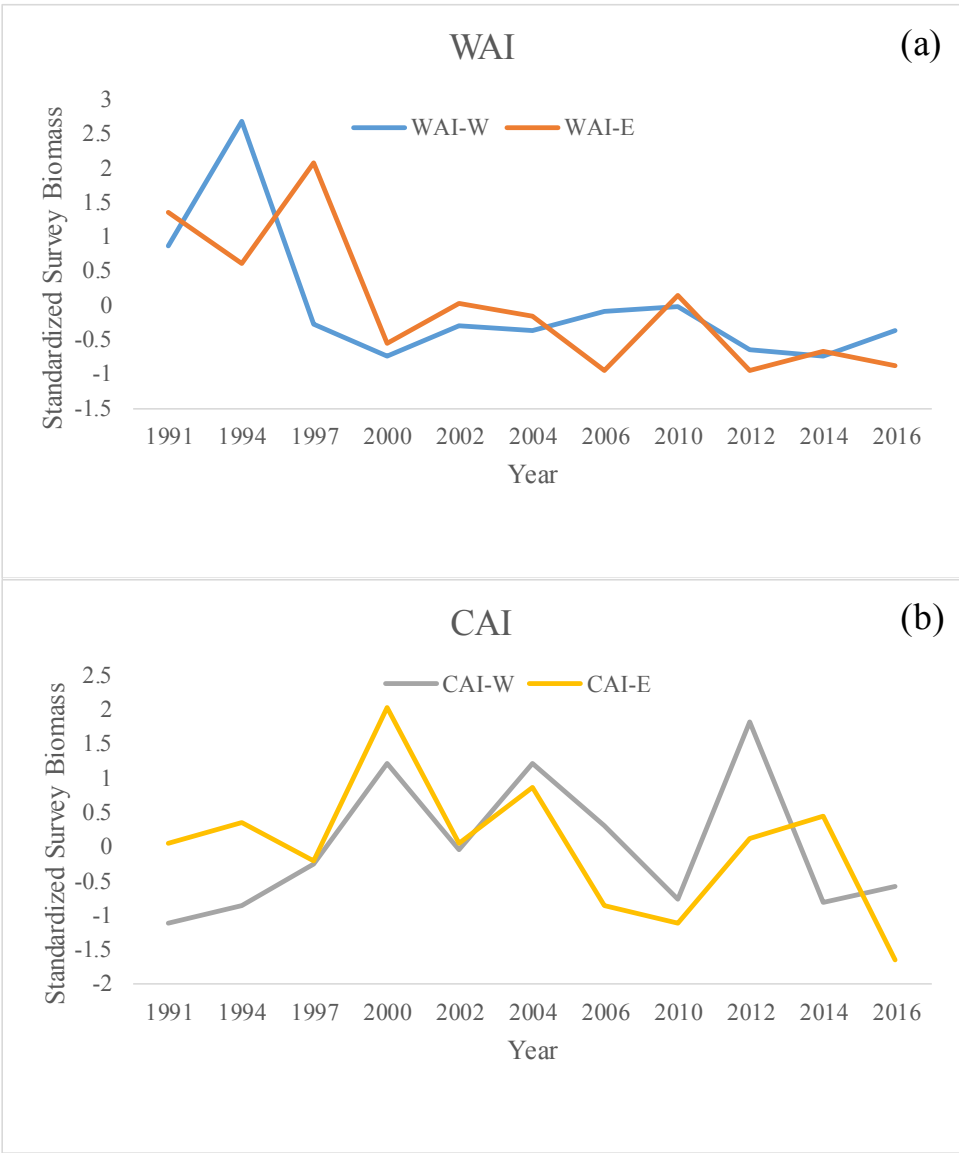 WAI
(a)
3
2.5
2
1.5
1
0.5
0
-0.5
-1
-1.5
Standardized Survey Biomass
WAI-W WAI-E
1991 1994 1997 2000 2002 2004 2006 2010 2012 2014 2016
Year
CAI
(b)
2.5
2
1.5
1
0.5
0
-0.5
-1
-1.5
-2
Standardized Survey Biomass
CAI-W CAI-E
1991 1994 1997 2000 2002 2004 2006 2010 2012 2014 2016
Year